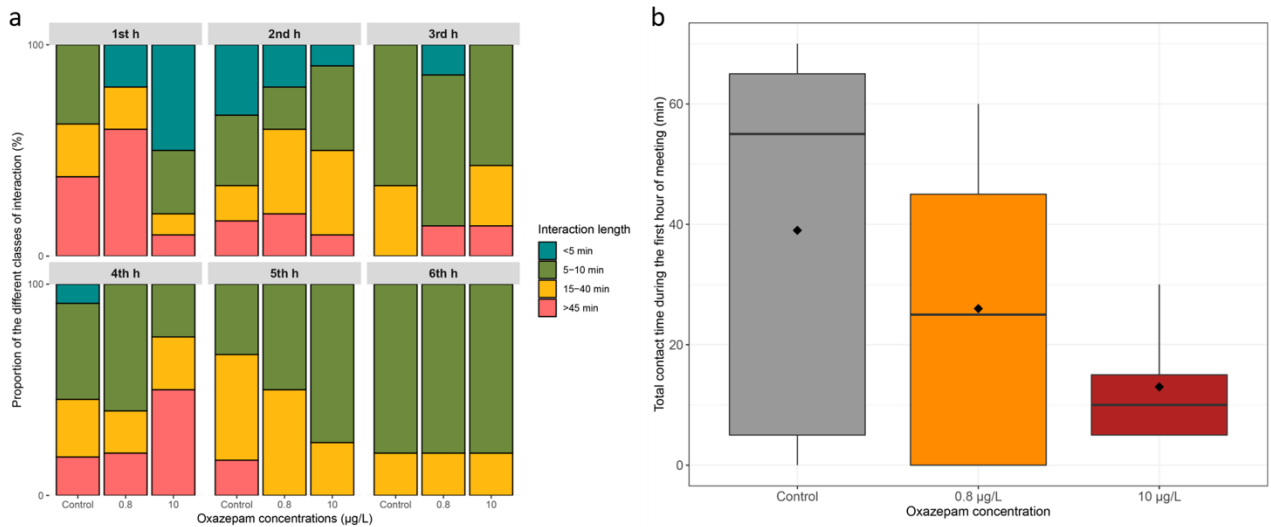 a
Proportion of the different classes of interaction (%)
1st h
2nd h
3rd h
100
0
4th h
5th h
6th h
100
0
Control
0.8
10
Control
0.8
10
Control
0.8
10
Oxazepam concentrations (µg/L)
Interaction length
<5 min
5−10 min
15−40 min
>45 min
b
Total contact time during the first hour of meeting (min)
60
40
20
0
Control
0.8 µg/L
10 µg/L
Oxazepam concentration